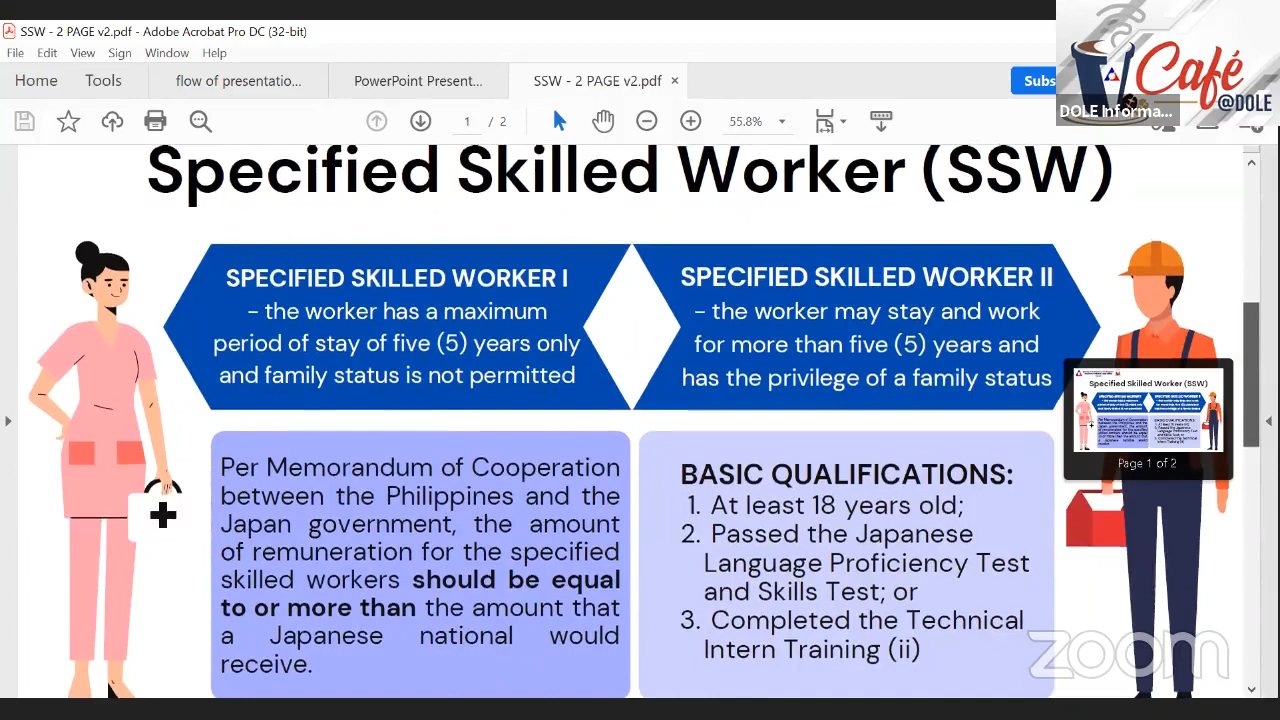 SSW - 2 PAGE v2.pdf - Adobe Acrobat Pro DC (32-bit)
File Edit View Sign Window Help
Home Tools flow of presentatio... PowerPoint Present... SSW - 2 PAGE v2.pdf × Subs
1 / 2 55.8%
Café
@DOLE
DOLE Informa...
Specified Skilled Worker (SSW)
SPECIFIED SKILLED WORKER I
- the worker has a maximum
period of stay of five (5) years only
and family status is not permitted
SPECIFIED SKILLED WORKER II
- the worker may stay and work
for more than five (5) years and
has the privilege of a family status
Per Memorandum of Cooperation
between the Philippines and the
Japan government, the amount
of remuneration for the specified
skilled workers should be equal
to or more than the amount that
a Japanese national would
receive.
BASIC QUALIFICATIONS:
1. At least 18 years old;
2. Passed the Japanese
Language Proficiency Test
and Skills Test; or
3. Completed the Technical
Intern Training (ii)
Specified Skilled Worker (SSW)
Page 1 of 2
zoom